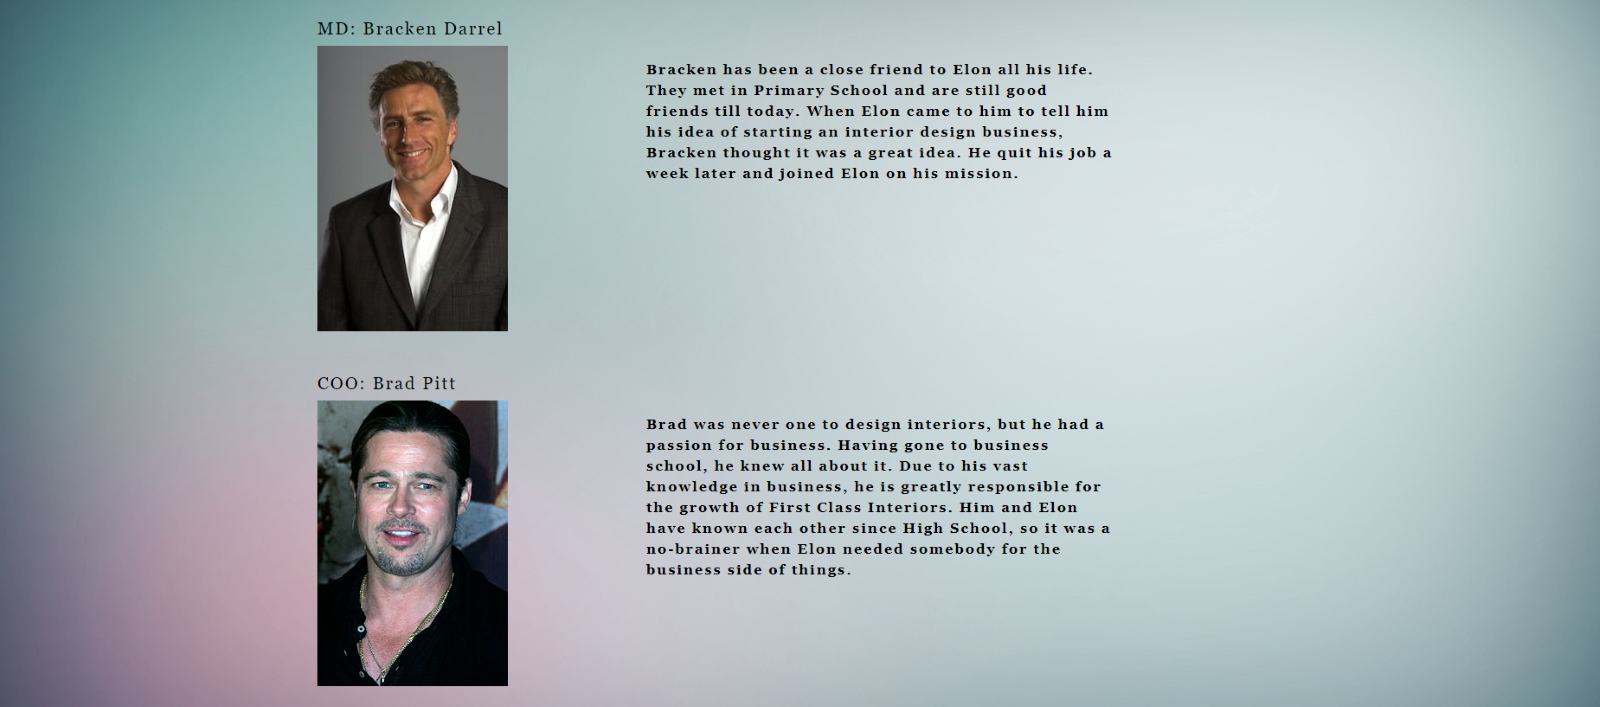 MD: Bracken Darrel
Bracken has been a close friend to Elon all his life.
They met in Primary School and are still good
friends till today. When Elon came to him to tell him
his idea of starting an interior design business,
Bracken thought it was a great idea. He quit his job a
week later and joined Elon on his mission.
COO: Brad Pitt
Brad was never one to design interiors, but he had a
passion for business. Having gone to business
school, he knew all about it. Due to his vast
knowledge in business, he is greatly responsible for
the growth of First Class Interiors. Him and Elon
have known each other since High School, so it was a
no-brainer when Elon needed somebody for the
business side of things.